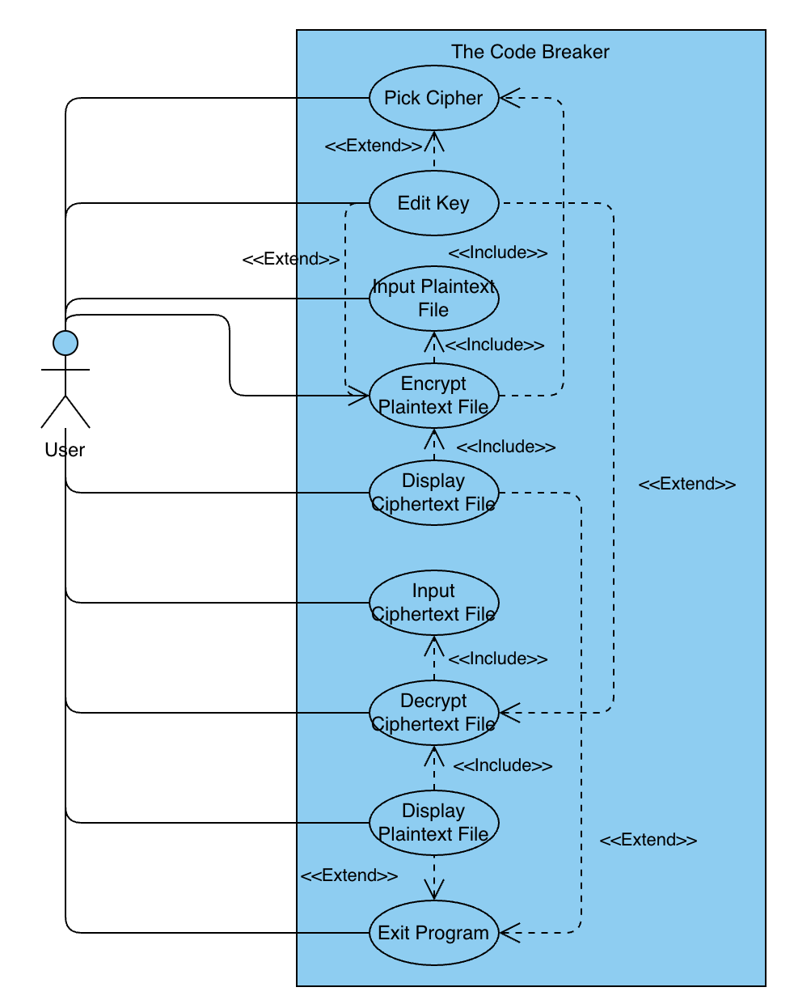 The Code Breaker
Pick Cipher
<<Extend>>
Edit Key
<<Include>>
<<Extend>>
Input Plaintext
File
<<Include>>
Encrypt
Plaintext File
User
<<Include>>
Display
Ciphertext File
<<Extend>>
Input
Ciphertext File
<<Include>>
Decrypt
Ciphertext File
<<Include>>
Display
Plaintext File
<<Extend>>
<<Extend>>
Exit Program